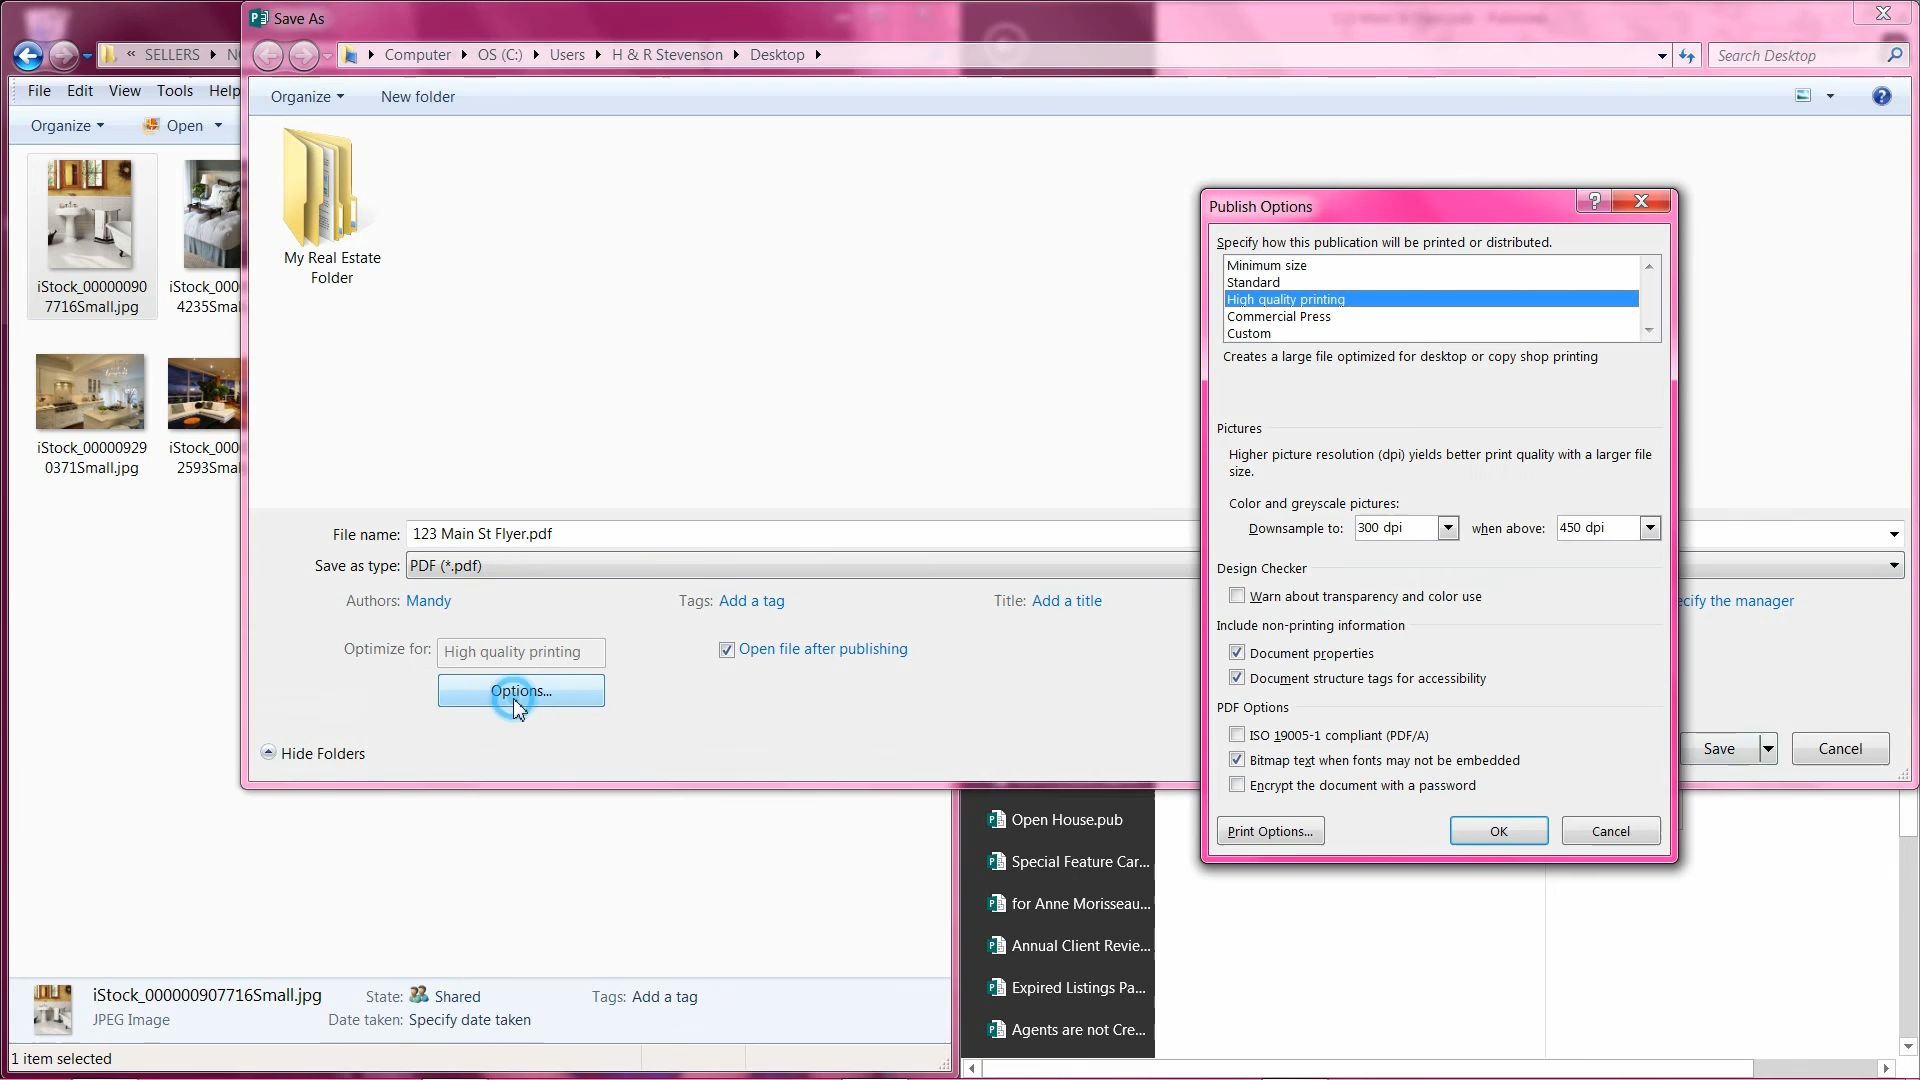 Save As
« SELLERS
Computer
OS (C:)
Users
H & R Stevenson
Desktop
Search Desktop
File
Edit
View
Tools
Help
Organize
New folder
Organize
Open
iStock_00000090
7716Small.jpg
iStock_000
4235Smal
iStock_00000929
0371Small.jpg
iStock_000
2593Smal
My Real Estate
Folder
File name:
123 Main St Flyer.pdf
Save as type:
PDF (*.pdf)
Authors: Mandy
Tags: Add a tag
Title: Add a title
ecify the manager
Optimize for:
High quality printing
Open file after publishing
Options...
Hide Folders
Save
Cancel
Publish Options
Specify how this publication will be printed or distributed.
Minimum size
Standard
High quality printing
Commercial Press
Custom
Creates a large file optimized for desktop or copy shop printing
Pictures
Higher picture resolution (dpi) yields better print quality with a larger file
size.
Color and greyscale pictures:
Downsample to: 300 dpi when above: 450 dpi
Design Checker
Warn about transparency and color use
Include non-printing information
Document properties
Document structure tags for accessibility
PDF Options
ISO 19005-1 compliant (PDF/A)
Bitmap text when fonts may not be embedded
Encrypt the document with a password
Print Options...
OK
Cancel
Open House.pub
Special Feature Car...
for Anne Morisseau...
Annual Client Revie...
Expired Listings Pa...
Agents are not Cre...
iStock_000000907716Small.jpg
State: Shared
Tags: Add a tag
JPEG Image
Date taken: Specify date taken
1 item selected